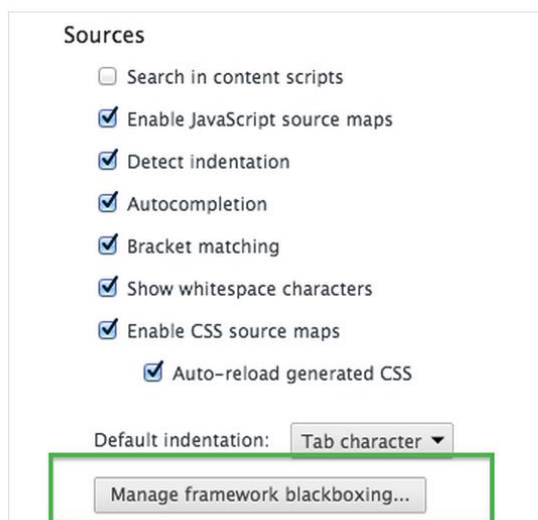 Sources
Search in content scripts
Enable JavaScript source maps
Detect indentation
Autocompletion
Bracket matching
Show whitespace characters
Enable CSS source maps
Auto-reload generated CSS
Default indentation: Tab character
Manage framework blackboxing...